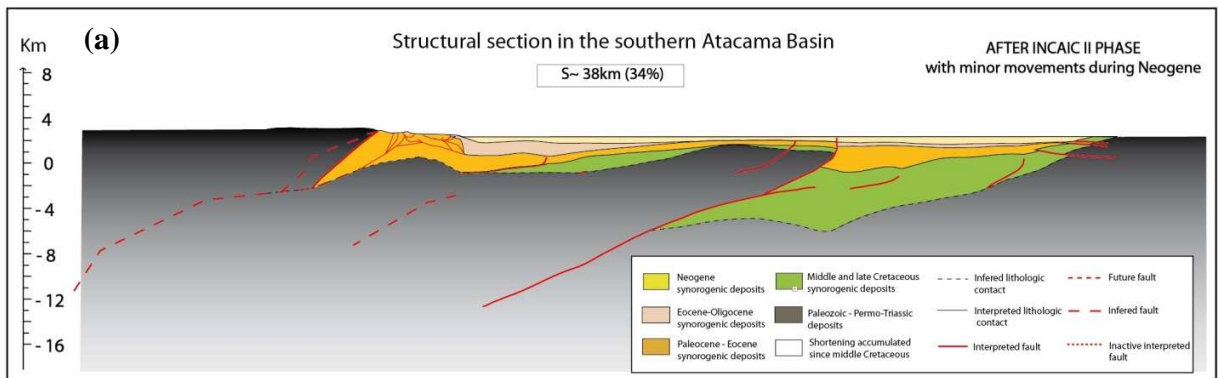 (a)
Structural section in the southern Atacama Basin
S~ 38km (34%)
AFTER INCAIC II PHASE
with minor movements during Neogene
Km
8
4
0
- 4
- 8
- 12
- 16
Neogene
synorogenic deposits
Eocene-Oligocene
synorogenic deposits
Paleocene - Eocene
synorogenic deposits
Middle and late Cretaceous
synorogenic deposits
Paleozoic - Permo-Triassic
deposits
Shortening accumulated
since middle Cretaceous
Infered lithologic
contact
Interpreted lithologic
contact
Interpreted fault
Future fault
Infered fault
Inactive interpreted
fault